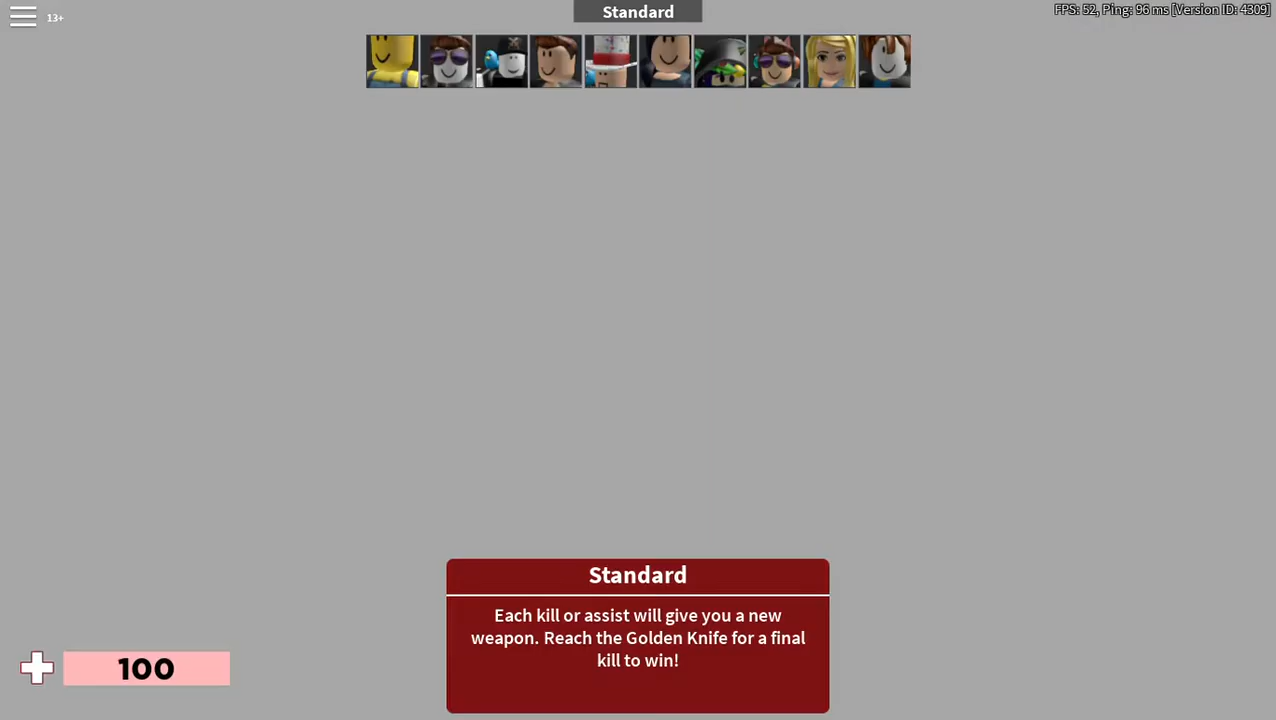 13+
Standard
FPS: 52, Ping: 96 ms [Version ID: 4309]
Standard
Each kill or assist will give you a new
weapon. Reach the Golden Knife for a final
kill to win!
100